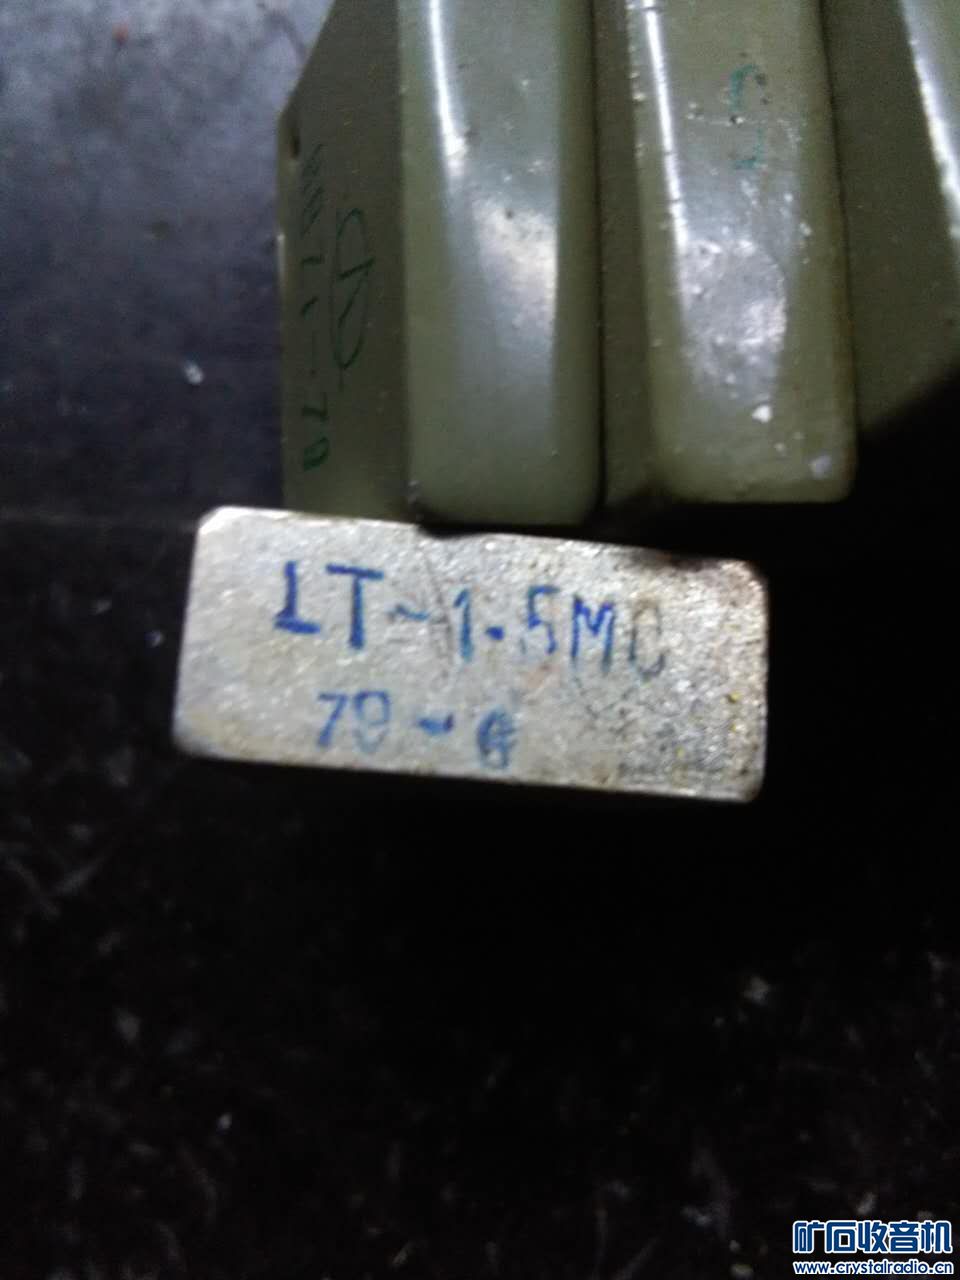 LT-1.5MC
79-6
矿石收音机
www.crystalradio.cn